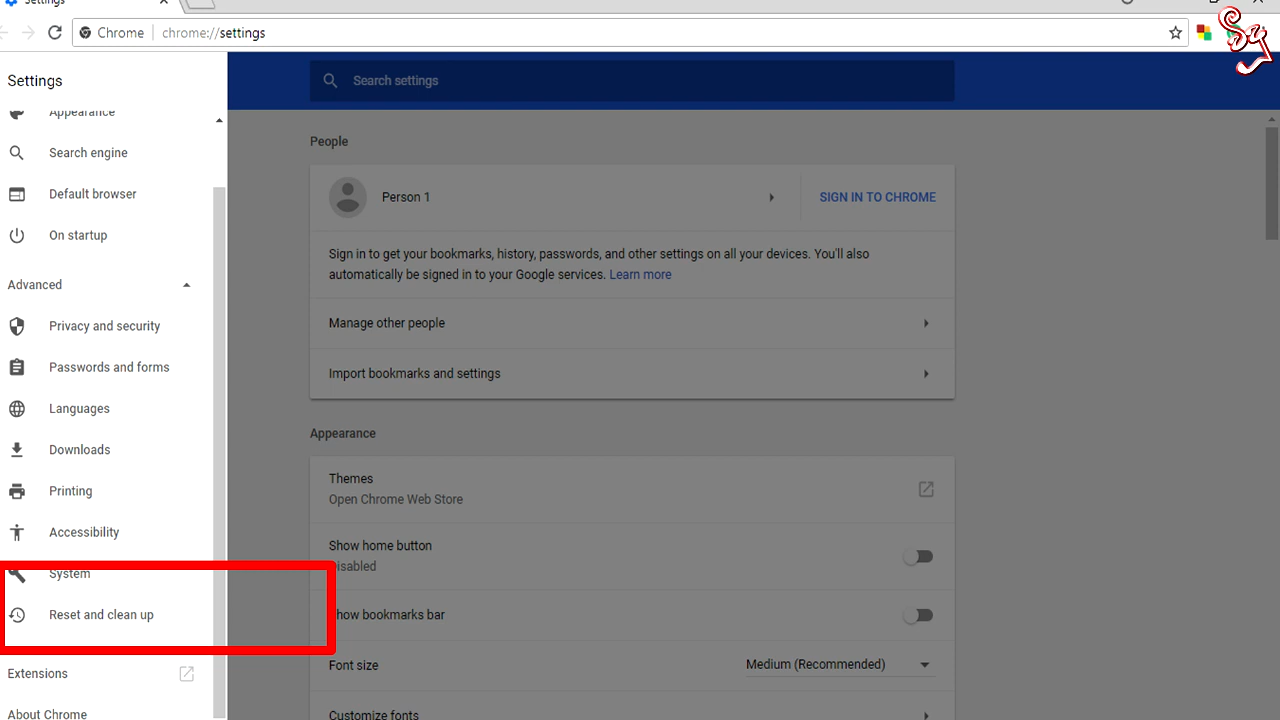 Settings
Chrome
chrome://settings
Settings
Search settings
Appearance
Search engine
Default browser
On startup
Advanced
Privacy and security
Passwords and forms
Languages
Downloads
Printing
Accessibility
System
Reset and clean up
Extensions
About Chrome
People
Person 1
SIGN IN TO CHROME
Sign in to get your bookmarks, history, passwords, and other settings on all your devices. You'll also
automatically be signed in to your Google services. Learn more
Manage other people
Import bookmarks and settings
Appearance
Themes
Open Chrome Web Store
Show home button
isabled
how bookmarks bar
Font size
Medium (Recommended)
Customize fonts